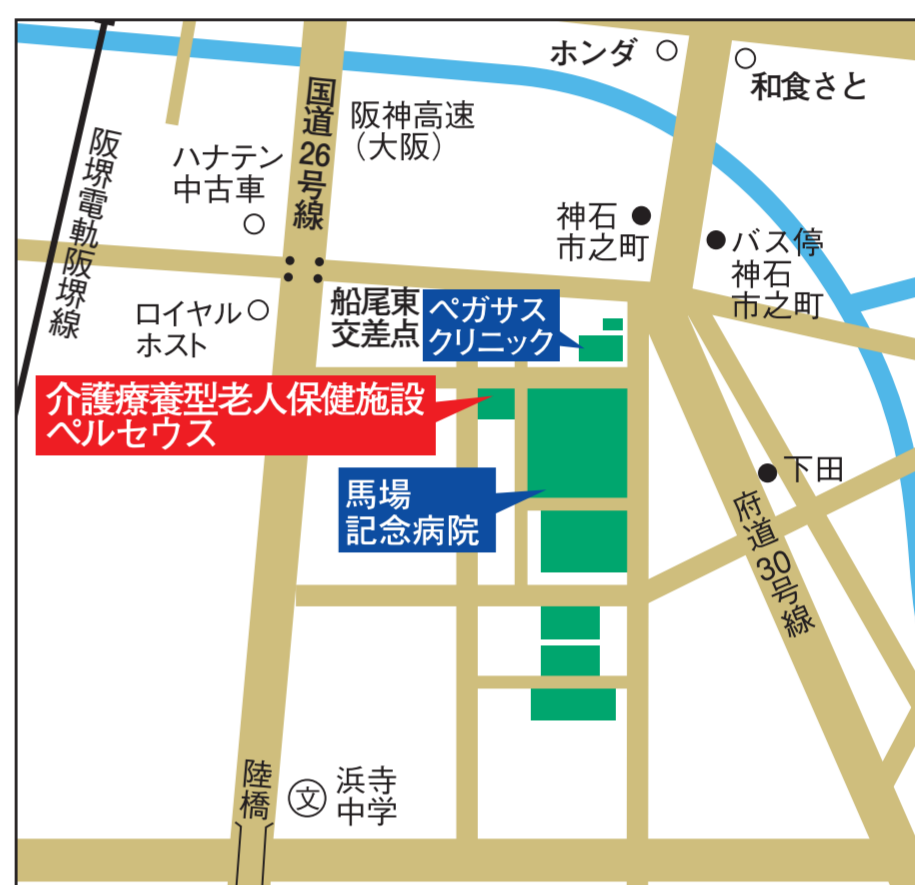 ホンダ
和食さと
国道26号線
阪神高速
（大阪）
阪堺電軌阪堺線
ハナテン
中古車
神石
市之町
バス停
神石
市之町
ロイヤル
ホスト
船尾東
交差点
ペガサス
クリニック
介護療養型老人保健施設
ペルセウス
馬場
記念病院
下田
府道30号線
陸橋
文
浜寺
中学